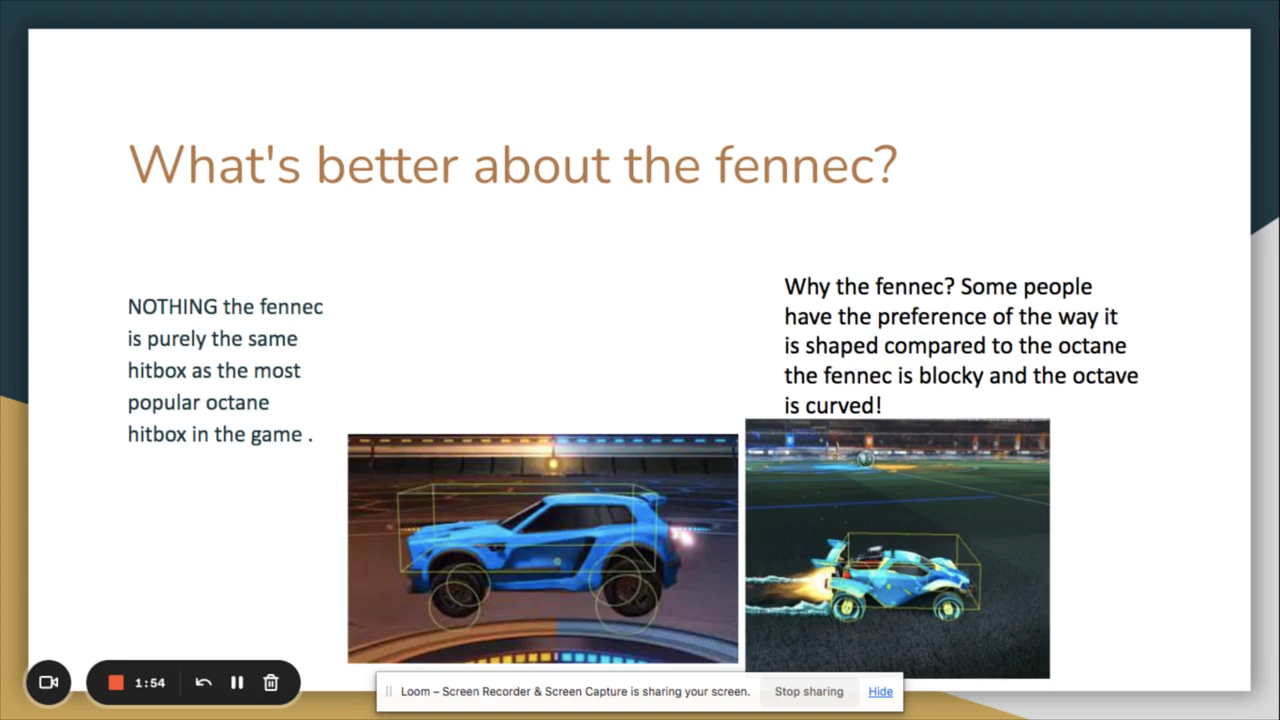 What's better about the fennec?
NOTHING the fennec
is purely the same
hitbox as the most
popular octane
hitbox in the game .
Why the fennec? Some people
have the preference of the way it
is shaped compared to the octane
the fennec is blocky and the octave
is curved!
1:54
Loom – Screen Recorder & Screen Capture is sharing your screen.
Stop sharing
Hide